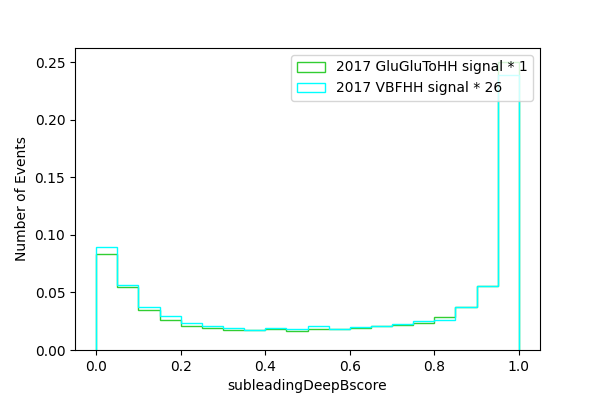 2017 GluGluToHH signal * 1
2017 VBFHH signal * 26
Number of Events
0.25
0.20
0.15
0.10
0.05
0.00
0.0 0.2 0.4 0.6 0.8 1.0
subleadingDeepBscore